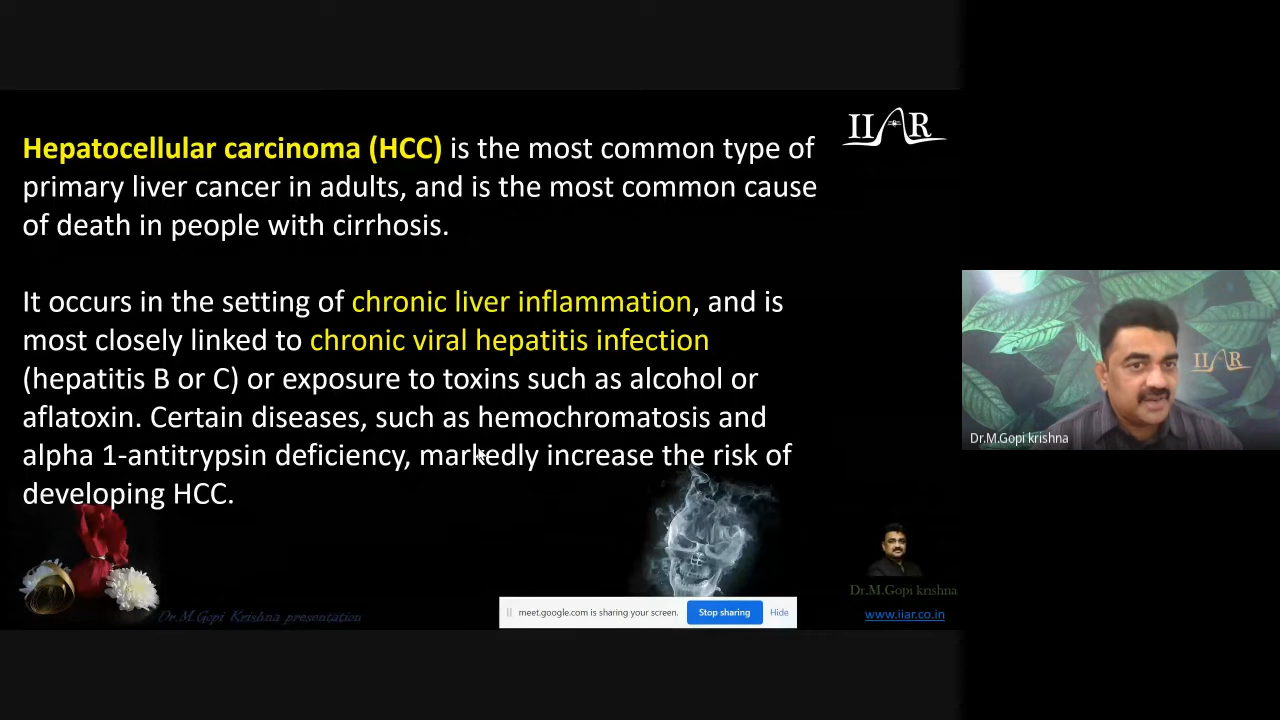 IIAR
Hepatocellular carcinoma (HCC) is the most common type of
primary liver cancer in adults, and is the most common cause
of death in people with cirrhosis.
It occurs in the setting of chronic liver inflammation, and is
most closely linked to chronic viral hepatitis infection
(hepatitis B or C) or exposure to toxins such as alcohol or
aflatoxin. Certain diseases, such as hemochromatosis and
alpha 1-antitrypsin deficiency, markedly increase the risk of
developing HCC.
IIAR
Dr.M.Gopi krishna
Dr.M.Gopi krishna
www.iiar.co.in
Dr.M.Gopi Krishna presentation
meet.google.com is sharing your screen. Stop sharing Hide